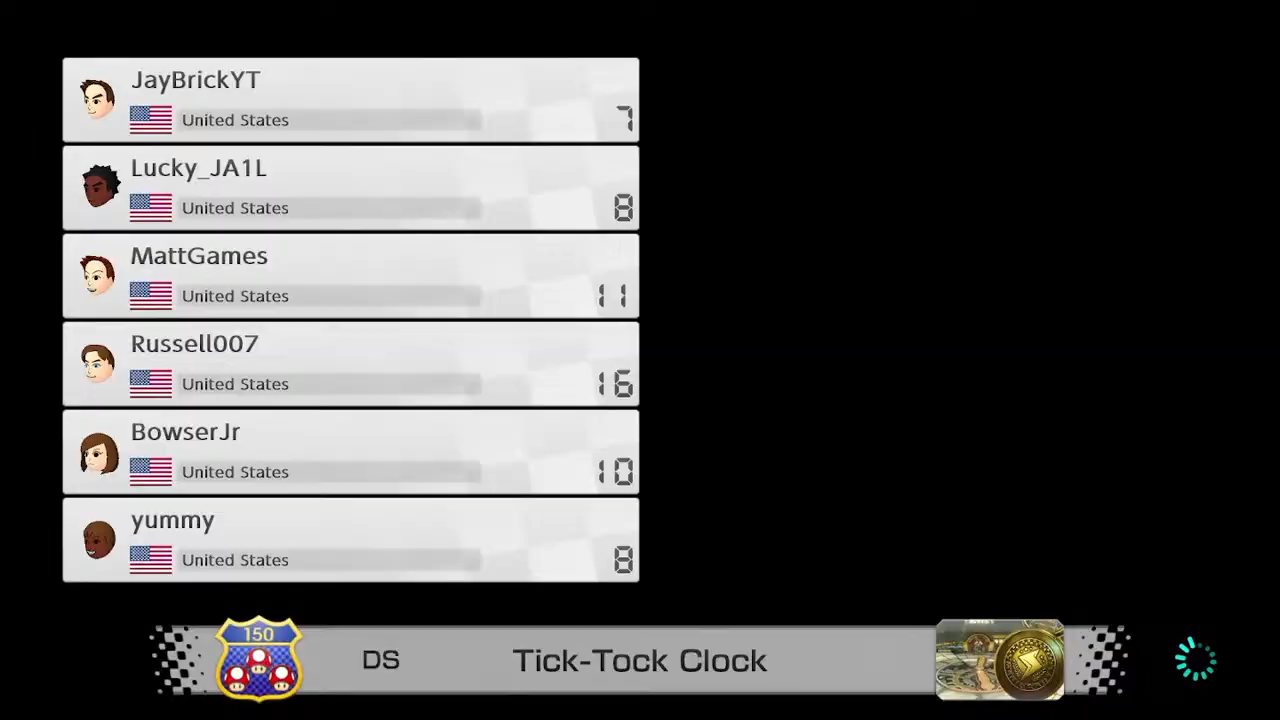 JayBrickYT
United States
7
Lucky_JA1L
United States
8
MattGames
United States
11
Russell007
United States
16
BowserJr
United States
10
yummy
United States
8
150
DS
Tick-Tock Clock